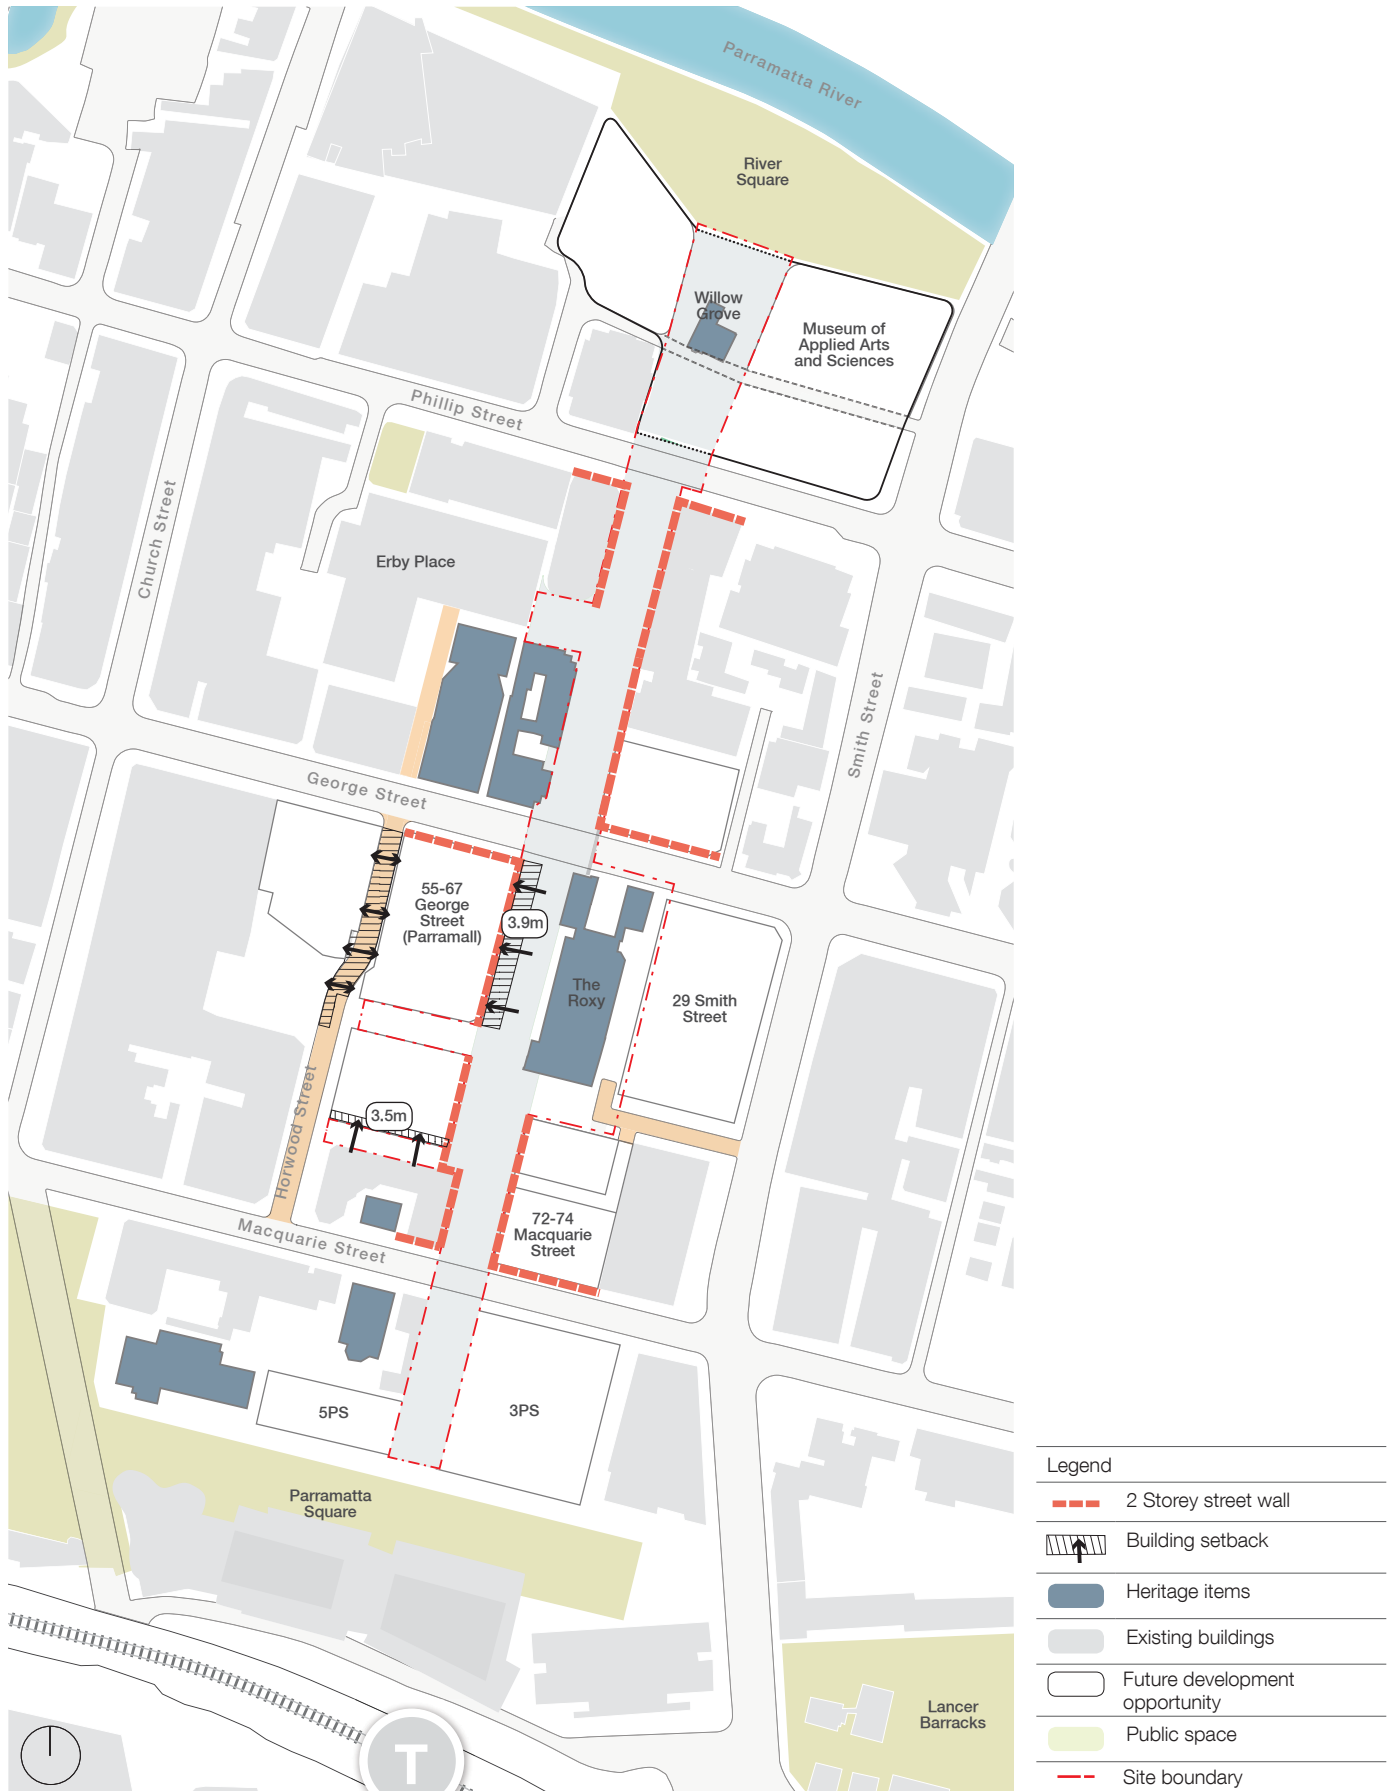 Parramatta River
River
Square
Willow
Grove
Museum of
Applied Arts
and Sciences
Phillip Street
Church Street
Erby Place
Smith Street
George Street
55-67
George
Street
(Parramall)
3.9m
The
Roxy
29 Smith
Street
Horwood Street
3.5m
72-74
Macquarie
Street
Macquarie Street
5PS
3PS
Parramatta
Square
Lancer
Barracks
T
Legend
2 Storey street wall
Building setback
Heritage items
Existing buildings
Future development
opportunity
Public space
Site boundary